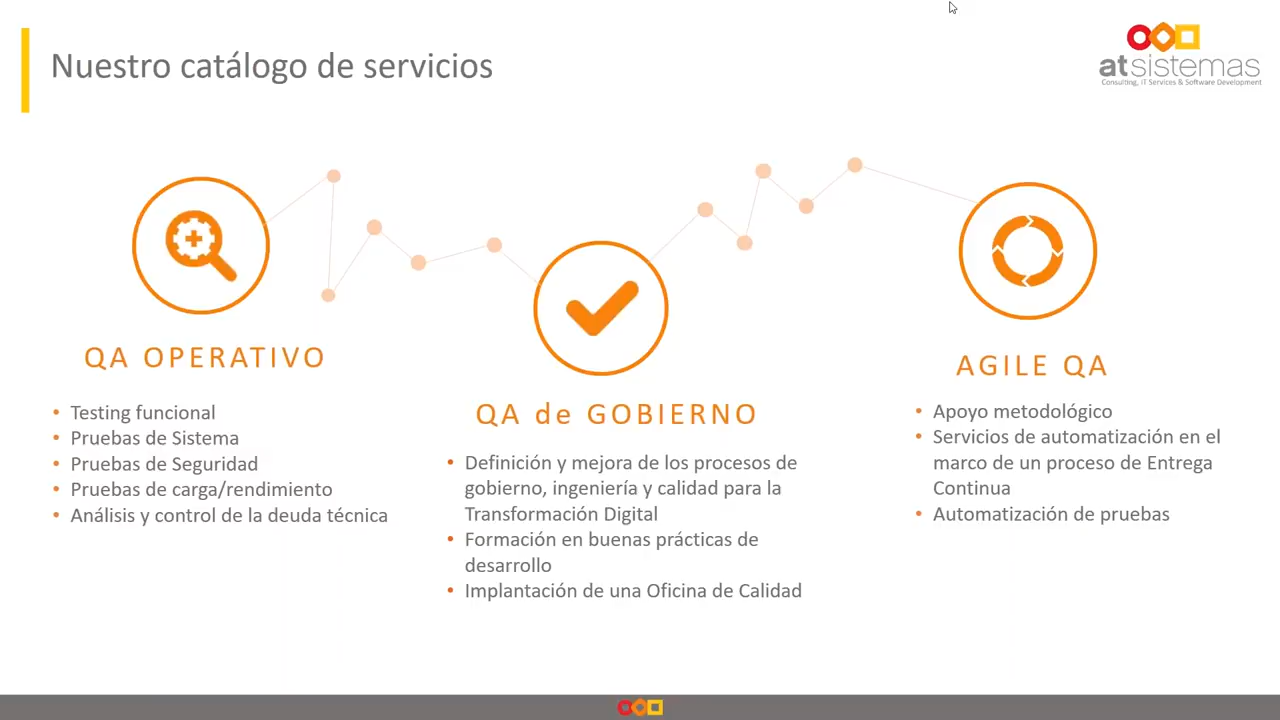 Nuestro catálogo de servicios
atsistemas
Consulting, IT Services & Software Development
QA OPERATIVO
• Testing funcional
• Pruebas de Sistema
• Pruebas de Seguridad
• Pruebas de carga/rendimiento
• Análisis y control de la deuda técnica
QA de GOBIERNO
• Definición y mejora de los procesos de
gobierno, ingeniería y calidad para la
Transformación Digital
• Formación en buenas prácticas de
desarrollo
• Implantación de una Oficina de Calidad
AGILE QA
• Apoyo metodológico
• Servicios de automatización en el
marco de un proceso de Entrega
Continua
• Automatización de pruebas